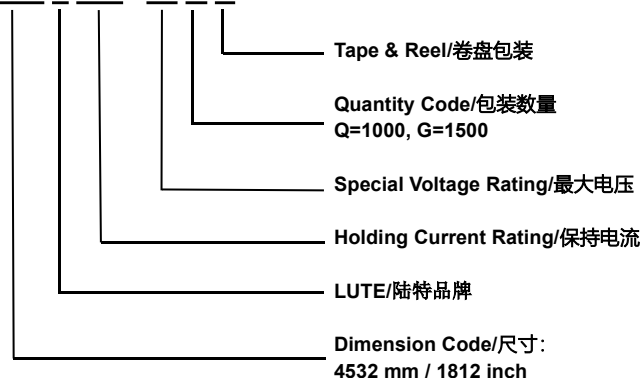 Tape & Reel/卷盘包装
Quantity Code/包装数量
Q=1000, G=1500
Special Voltage Rating/最大电压
Holding Current Rating/保持电流
LUTE/陆特品牌
Dimension Code/尺寸：
4532 mm / 1812 inch